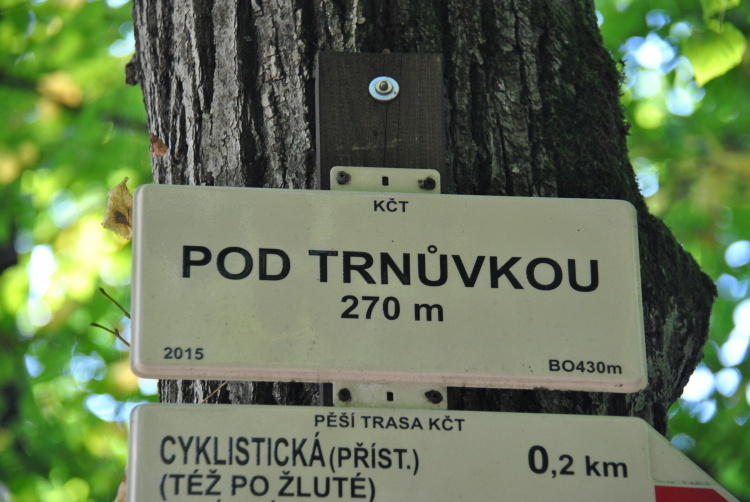 KČT
POD TRNŮVKOU
270 m
2015 BO430m
PĚŠÍ TRASA KČT
CYKLISTICKÁ (PŘÍST.) 0,2 km
(TÉŽ PO ŽLUTÉ)